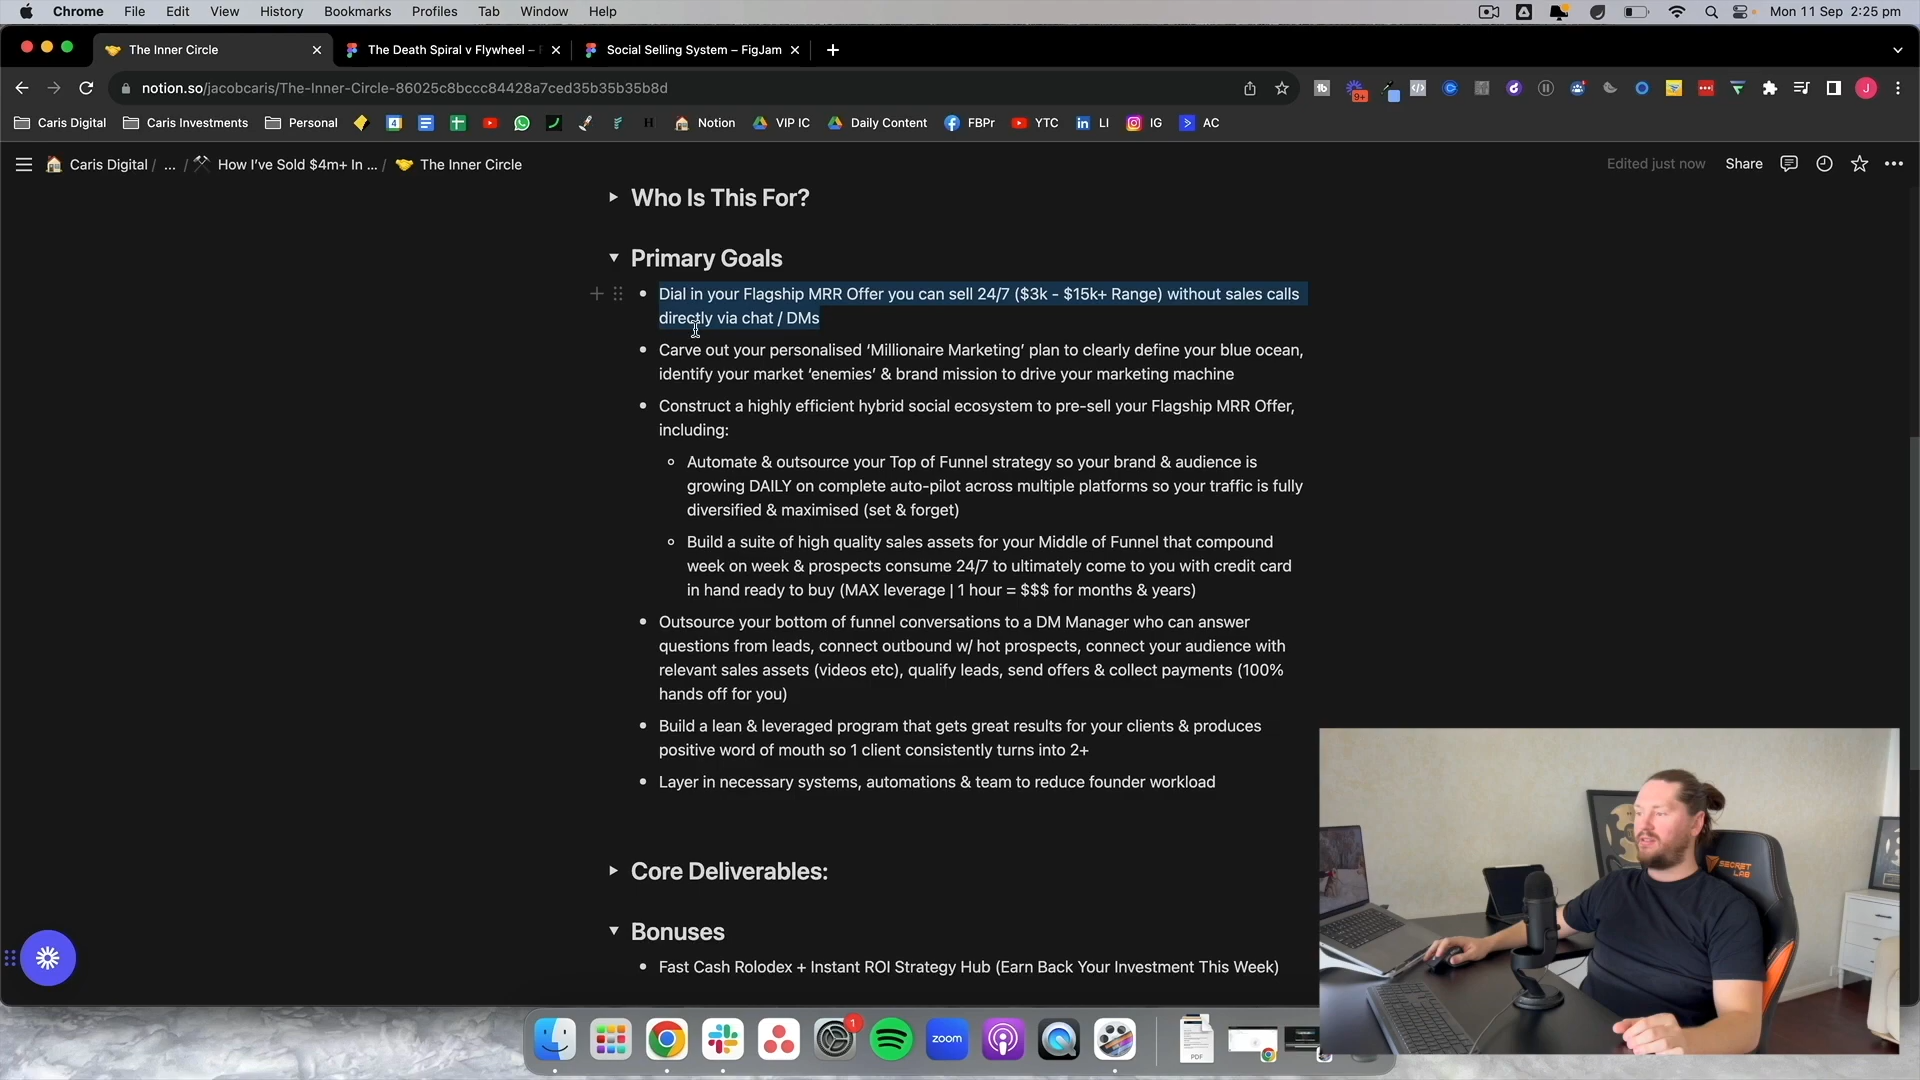 Chrome File Edit View History Bookmarks Profiles Tab Window Help Mon 11 Sep 2:25 pm
The Inner Circle
The Death Spiral v Flywheel –
Social Selling System – FigJam
notion.so/jacobcaris/The-Inner-Circle-86025c8bccc84428a7ced35b35b35b8d
9+
J
Caris Digital
Caris Investments
Personal
Notion
VIP IC
Daily Content
FBPr
YTC
LI
IG
AC
Caris Digital / ... / How I've Sold $4m+ In ... / The Inner Circle
Edited just now Share
Who Is This For?
Primary Goals
Dial in your Flagship MRR Offer you can sell 24/7 ($3k - $15k+ Range) without sales calls
directly via chat / DMs
Carve out your personalised ‘Millionaire Marketing’ plan to clearly define your blue ocean,
identify your market ‘enemies’ & brand mission to drive your marketing machine
Construct a highly efficient hybrid social ecosystem to pre-sell your Flagship MRR Offer,
including:
Automate & outsource your Top of Funnel strategy so your brand & audience is
growing DAILY on complete auto-pilot across multiple platforms so your traffic is fully
diversified & maximised (set & forget)
Build a suite of high quality sales assets for your Middle of Funnel that compound
week on week & prospects consume 24/7 to ultimately come to you with credit card
in hand ready to buy (MAX leverage | 1 hour = $$$ for months & years)
Outsource your bottom of funnel conversations to a DM Manager who can answer
questions from leads, connect outbound w/ hot prospects, connect your audience with
relevant sales assets (videos etc), qualify leads, send offers & collect payments (100%
hands off for you)
Build a lean & leveraged program that gets great results for your clients & produces
positive word of mouth so 1 client consistently turns into 2+
Layer in necessary systems, automations & team to reduce founder workload
Core Deliverables:
Bonuses
Fast Cash Rolodex + Instant ROI Strategy Hub (Earn Back Your Investment This Week)
SECRET
LAB
1
zoom
PDF